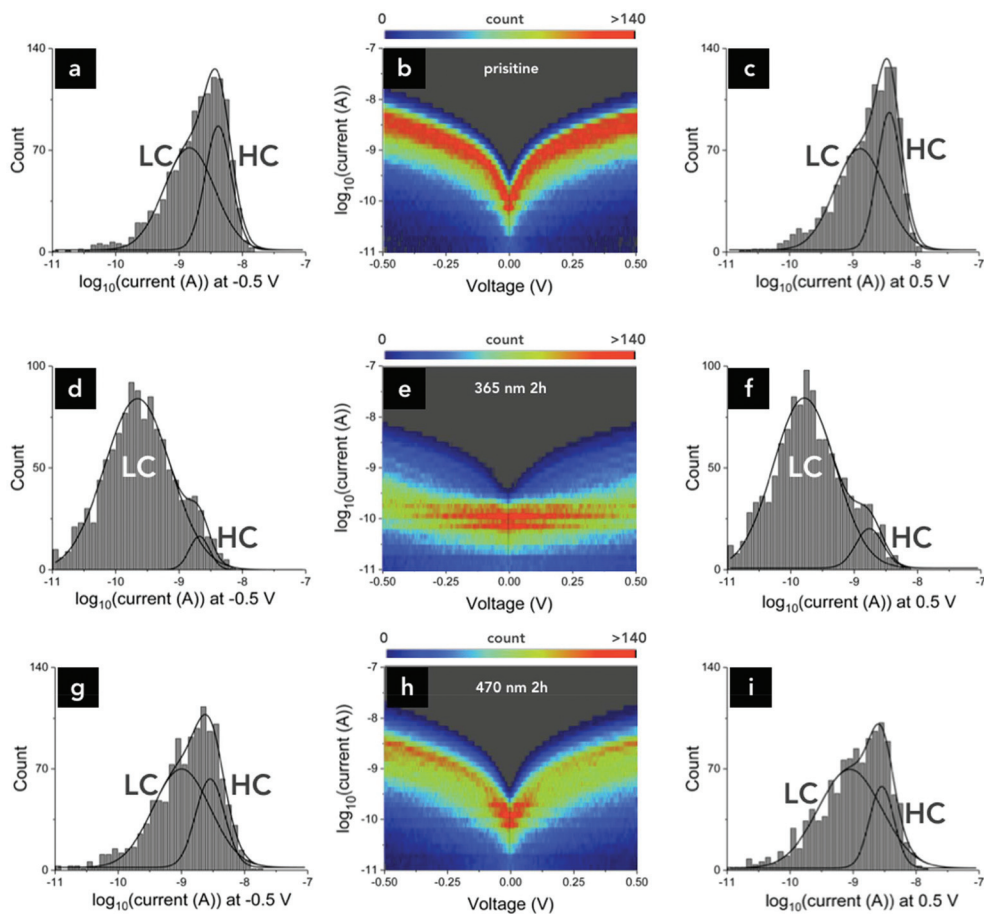 0 count >140
140 a 70 0 Count LC HC
-11 -10 -9 -8 -7
log10(current (A)) at -0.5 V
-7 b prisitine -8 -9 -10 -11 log10(current (A))
-0.50 -0.25 0.00 0.25 0.50
Voltage (V)
140 c 70 0 Count LC HC
-11 -10 -9 -8 -7
log10(current (A)) at 0.5 V
0 count >140
100 d 50 0 Count LC HC
-11 -10 -9 -8 -7
log10(current (A)) at -0.5 V
-7 e 365 nm 2h -8 -9 -10 -11 log10(current (A))
-0.50 -0.25 0.00 0.25 0.50
Voltage (V)
100 f 50 0 Count LC HC
-11 -10 -9 -8 -7
log10(current (A)) at 0.5 V
0 count >140
140 g 70 0 Count LC HC
-11 -10 -9 -8 -7
log10(current (A)) at -0.5 V
-7 h 470 nm 2h -8 -9 -10 -11 log10(current (A))
-0.50 -0.25 0.00 0.25 0.50
Voltage (V)
140 i 70 0 Count LC HC
-11 -10 -9 -8 -7
log10(current (A)) at 0.5 V